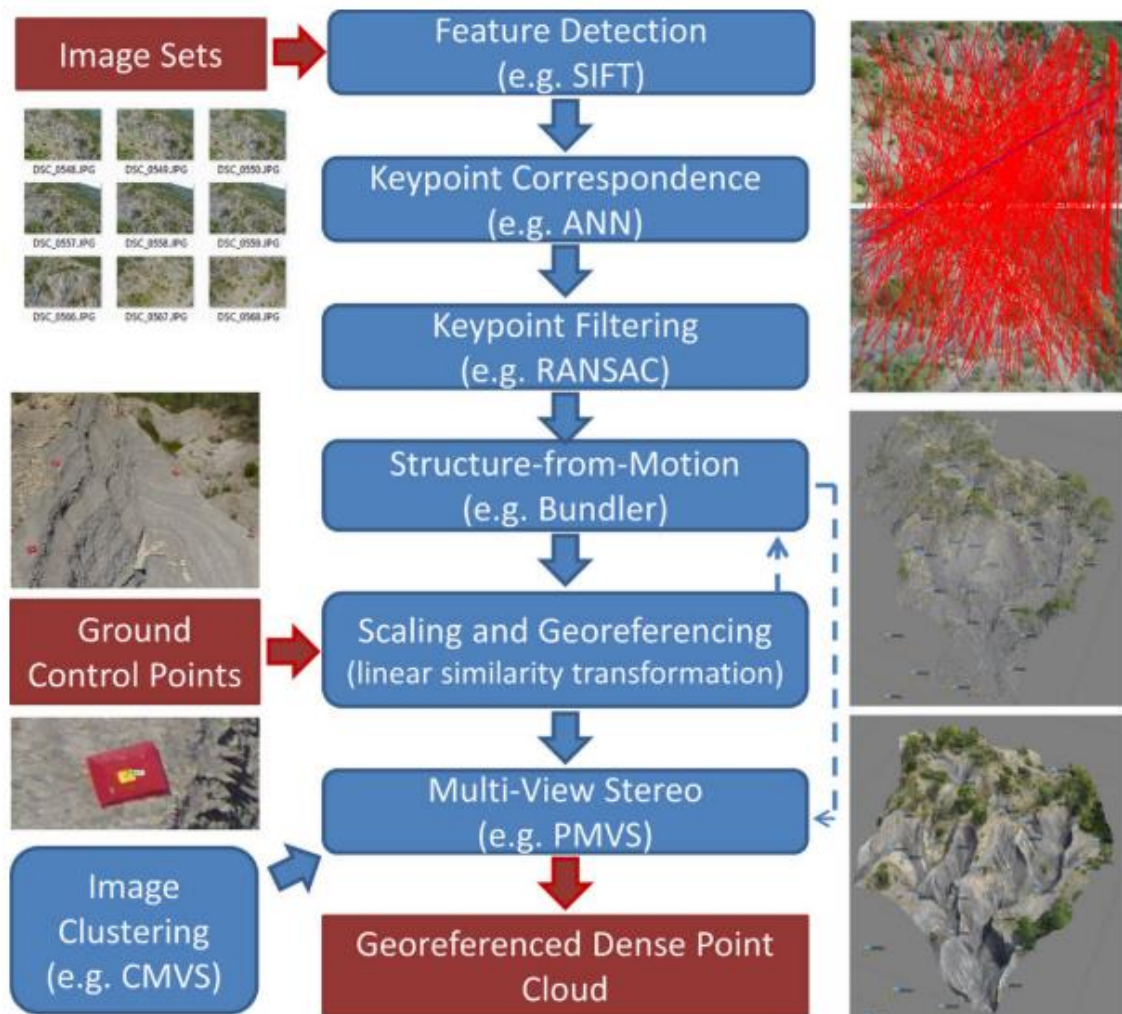 Image Sets
Feature Detection
(e.g. SIFT)
DSC_0548.JPG
DSC_0549.JPG
DSC_0550.JPG
DSC_0557.JPG
DSC_0558.JPG
DSC_0559.JPG
DSC_0566.JPG
DSC_0567.JPG
DSC_0568.JPG
Keypoint Correspondence
(e.g. ANN)
Keypoint Filtering
(e.g. RANSAC)
Structure-from-Motion
(e.g. Bundler)
Ground
Control Points
Scaling and Georeferencing
(linear similarity transformation)
Multi-View Stereo
(e.g. PMVS)
Image
Clustering
(e.g. CMVS)
Georeferenced Dense Point
Cloud